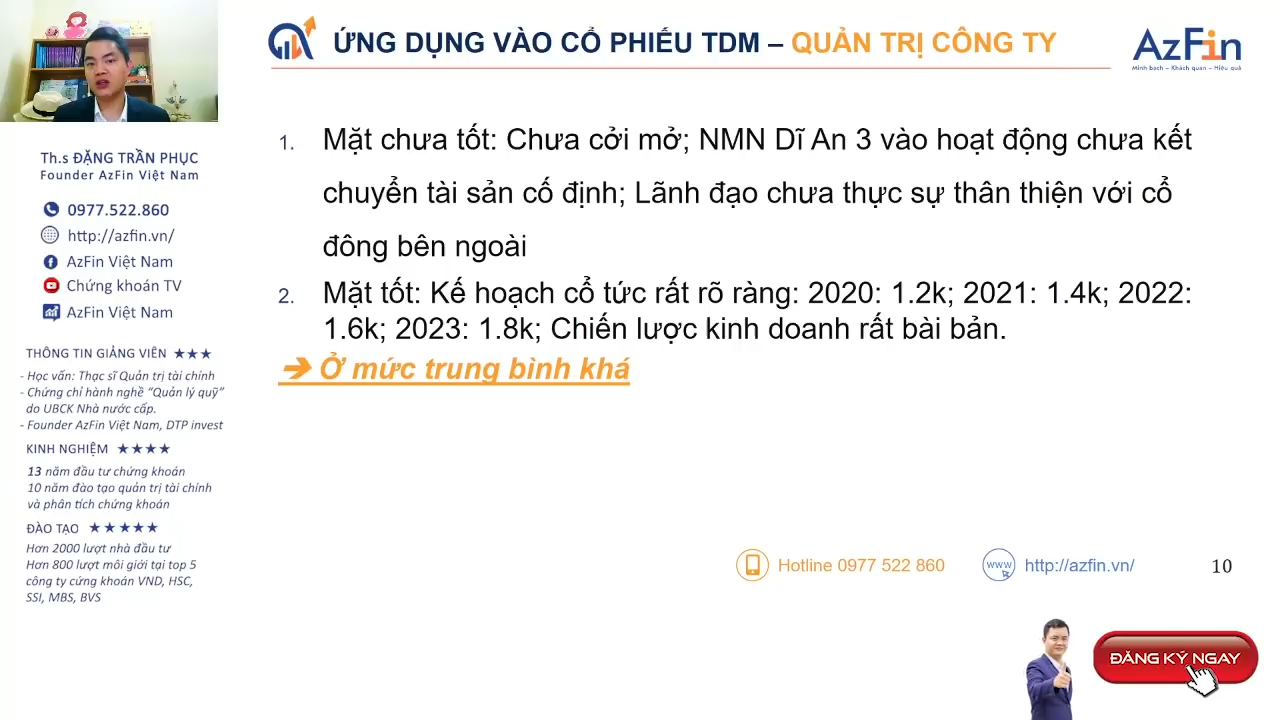 ỨNG DỤNG VÀO CỔ PHIẾU TDM – QUẢN TRỊ CÔNG TY
AzFin
Minh bạch – Khách quan – Hiệu quả
Th.s ĐẶNG TRẦN PHỤC
Founder AzFin Việt Nam
0977.522.860
http://azfin.vn/
AzFin Việt Nam
Chứng khoán TV
AzFin Việt Nam
THÔNG TIN GIẢNG VIÊN ★★★
- Học vấn: Thạc sĩ Quản trị tài chính
- Chứng chỉ hành nghề “Quản lý quỹ”
do UBCK Nhà nước cấp.
- Founder AzFin Việt Nam, DTP invest
KINH NGHIỆM ★★★★
13 năm đầu tư chứng khoán
10 năm đào tạo quản trị tài chính
và phân tích chứng khoán
ĐÀO TẠO ★★★★★
Hơn 2000 lượt nhà đầu tư
Hơn 800 lượt môi giới tại top 5
công ty cứng khoán VND, HSC,
SSI, MBS, BVS
1. Mặt chưa tốt: Chưa cởi mở; NMN Dĩ An 3 vào hoạt động chưa kết
chuyển tài sản cố định; Lãnh đạo chưa thực sự thân thiện với cổ
đông bên ngoài
2. Mặt tốt: Kế hoạch cổ tức rất rõ ràng: 2020: 1.2k; 2021: 1.4k; 2022:
1.6k; 2023: 1.8k; Chiến lược kinh doanh rất bài bản.
➔ Ở mức trung bình khá
Hotline 0977 522 860
www
http://azfin.vn/
10
ĐĂNG KÝ NGAY